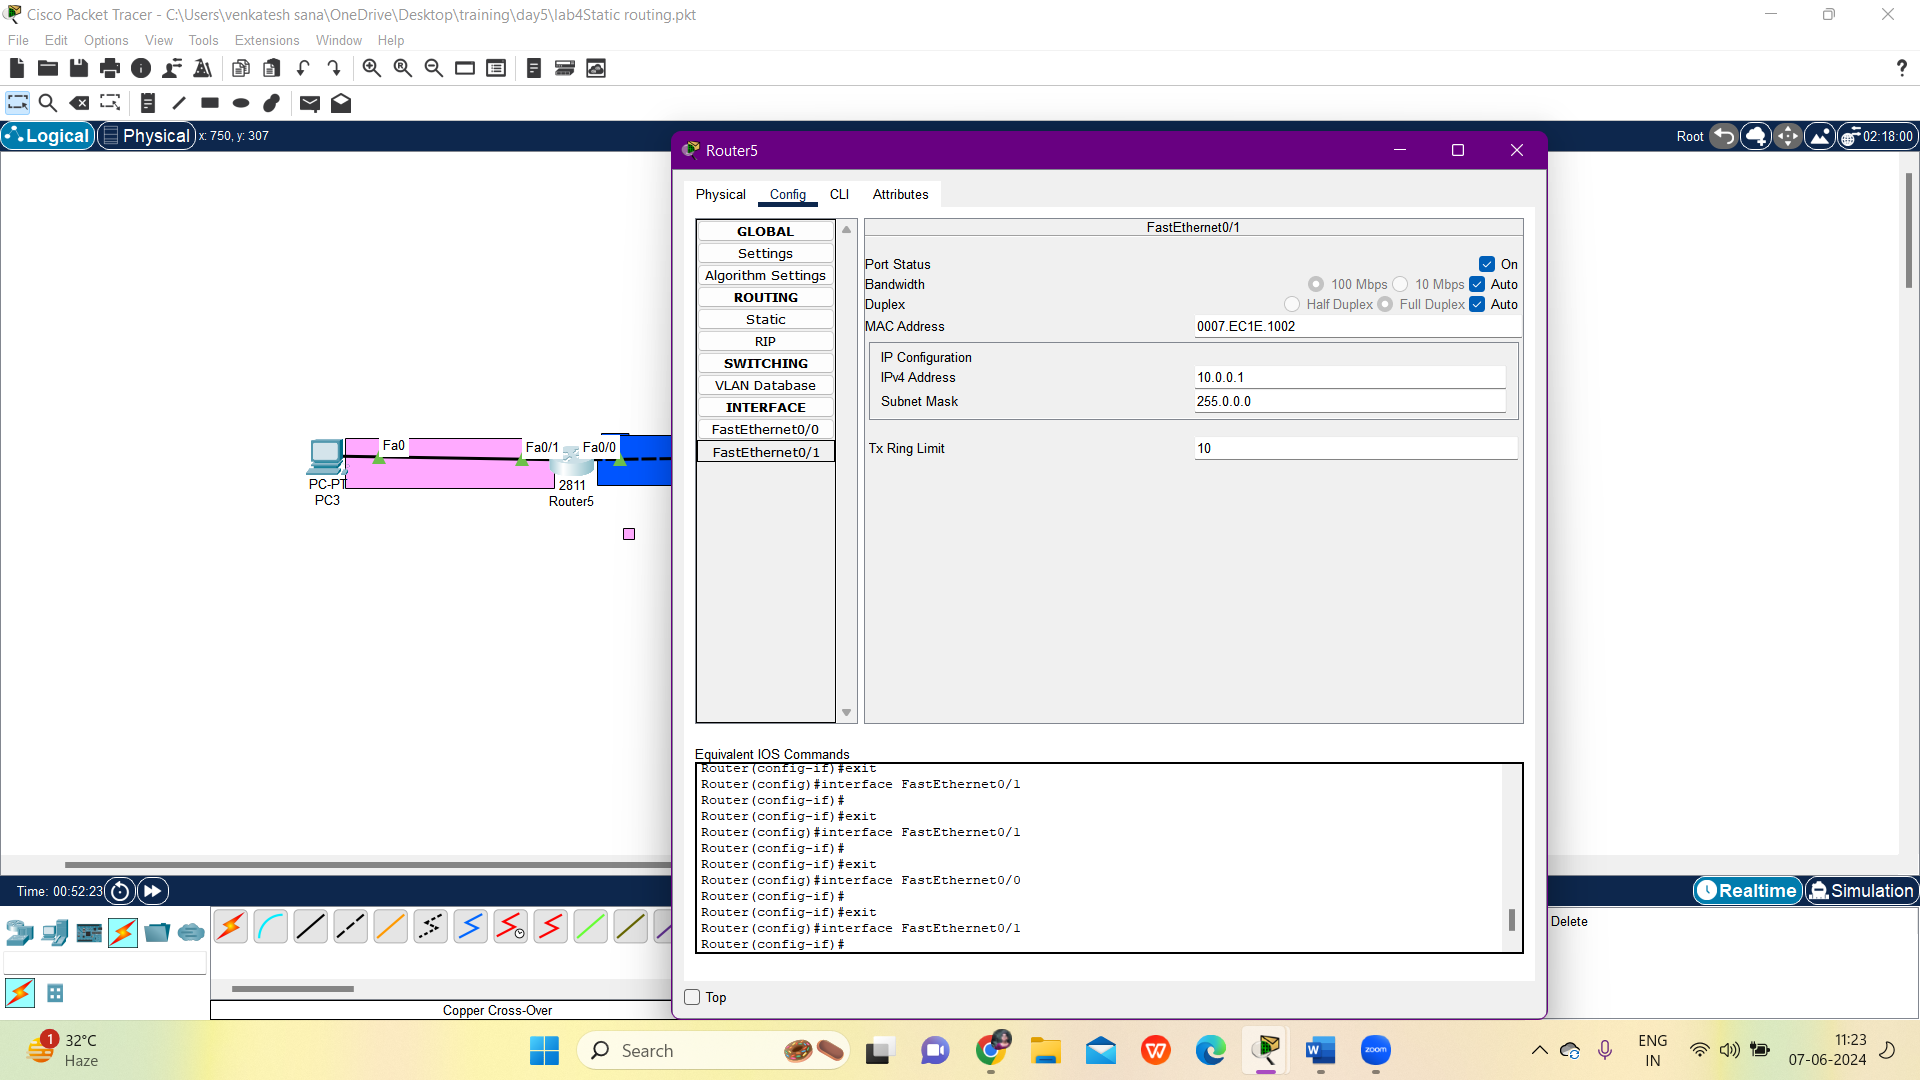 Cisco Packet Tracer - C:\Users\venkatesh sana\OneDrive\Desktop\training\day5\lab4Static routing.pkt
File Edit Options View Tools Extensions Window Help
?
Logical Physical x: 750, y: 307
Root 02:18:00
Router5
Physical Config CLI Attributes
GLOBAL
Settings
Algorithm Settings
ROUTING
Static
RIP
SWITCHING
VLAN Database
INTERFACE
FastEthernet0/0
FastEthernet0/1
FastEthernet0/1
Port Status On
Bandwidth 100 Mbps 10 Mbps Auto
Duplex Half Duplex Full Duplex Auto
MAC Address 0007.EC1E.1002
IP Configuration
IPv4 Address 10.0.0.1
Subnet Mask 255.0.0.0
Tx Ring Limit 10
Fa0 Fa0/1 Fa0/0
PC-PT
PC3
2811
Router5
Equivalent IOS Commands
Router(config-if)#exit
Router(config)#interface FastEthernet0/1
Router(config-if)#
Router(config-if)#exit
Router(config)#interface FastEthernet0/1
Router(config-if)#
Router(config-if)#exit
Router(config)#interface FastEthernet0/0
Router(config-if)#
Router(config-if)#exit
Router(config)#interface FastEthernet0/1
Router(config-if)#
Top
Time: 00:52:23
Realtime Simulation
Delete
Copper Cross-Over
1
32°C
Haze
Search
W
W
zoom
ENG
IN
11:23
07-06-2024